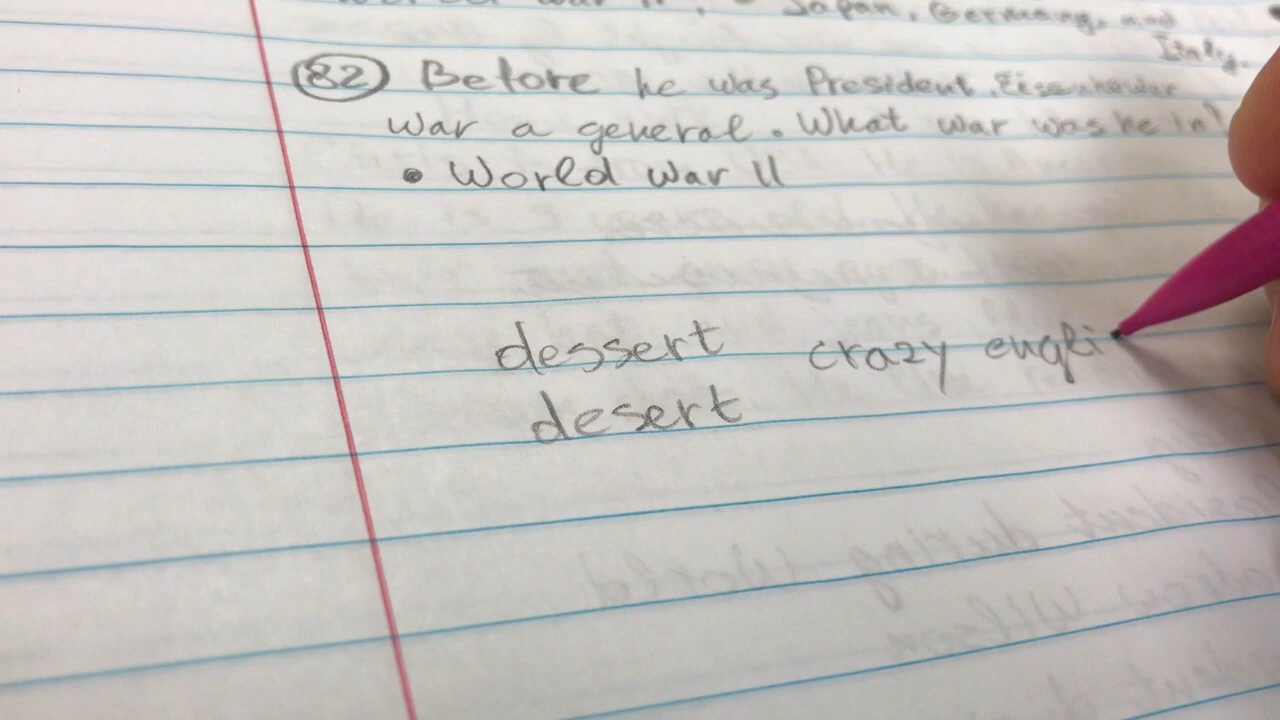 Japan, Germany, and
Italy.
82 Before he was President, Eisenhower
war a general. What war was he in?
• World War II
dessert crazy engli
desert